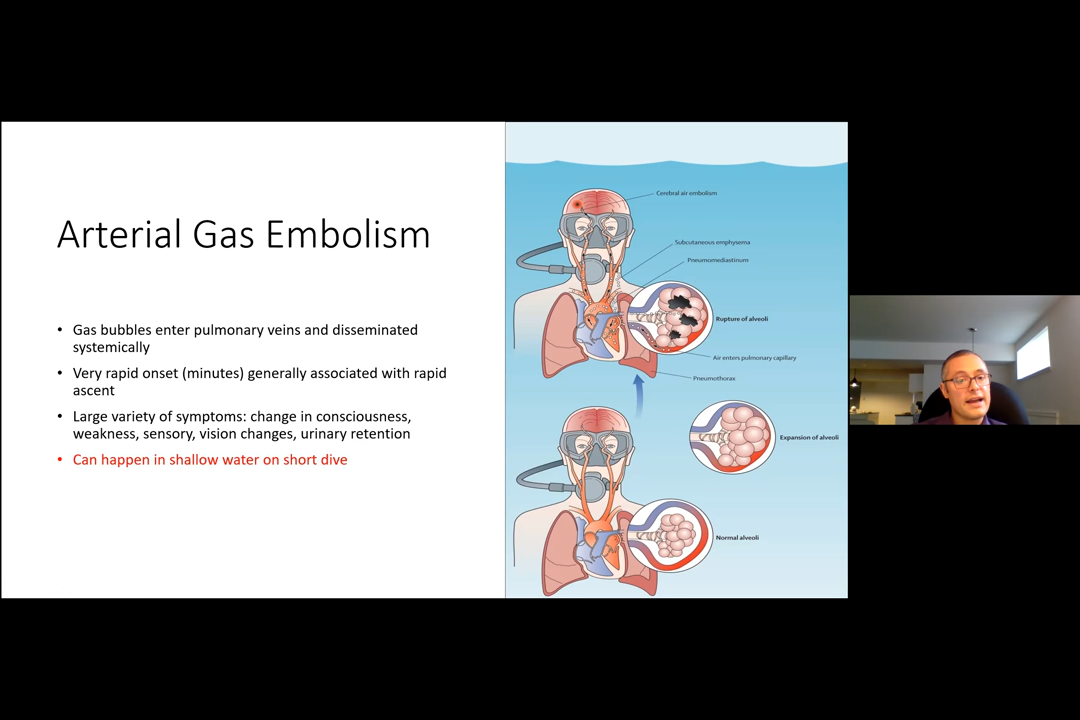 Arterial Gas Embolism
• Gas bubbles enter pulmonary veins and disseminated
systemically
• Very rapid onset (minutes) generally associated with rapid
ascent
• Large variety of symptoms: change in consciousness,
weakness, sensory, vision changes, urinary retention
• Can happen in shallow water on short dive
Cerebral air embolism
Subcutaneous emphysema
Pneumomediastinum
Rupture of alveoli
Air enters pulmonary capillary
Pneumothorax
Expansion of alveoli
Normal alveoli